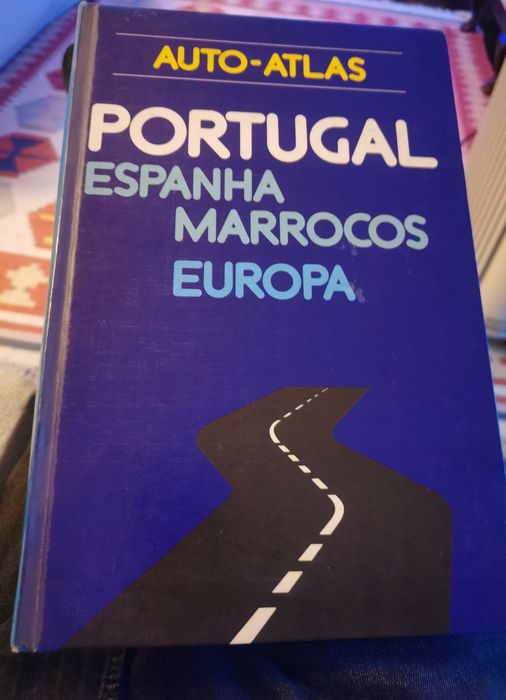 AUTO-ATLAS
PORTUGAL
ESPANHA
MARROCOS
EUROPA